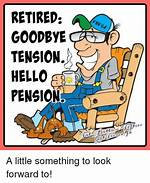 RETIRED:
GOODBYE
TENSION,
HELLO
PENSION.
A little something to look
forward to!